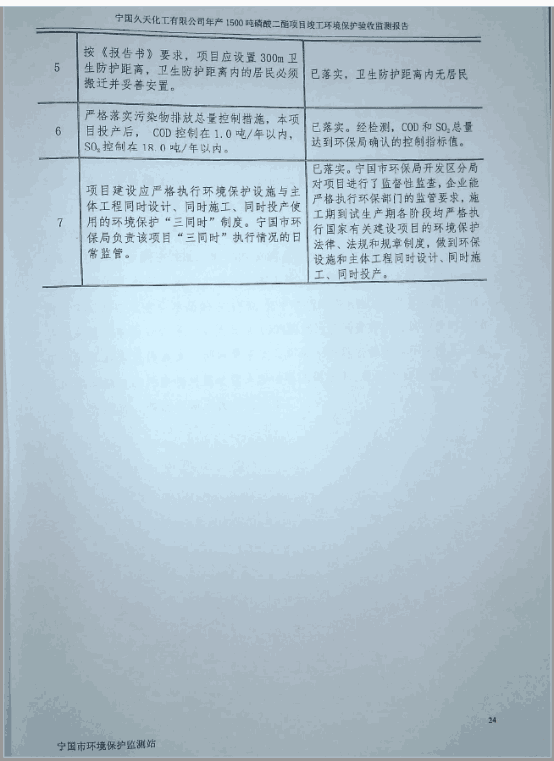 宁国久天化工有限公司年产1500吨磷酸二酯项目竣工环境保护验收监测报告
5
按《报告书》要求，项目应设置300m卫
生防护距离，卫生防护距离内的居民必须
搬迁并妥善安置。
已落实，卫生防护距离内无居民
6
严格落实污染物排放总量控制措施，本项
目投产后， COD控制在1.0吨/年以内，
SO₂控制在18.0吨/年以内。
已落实。经检测，COD和SO₂总量
达到环保局确认的控制指标值。
7
项目建设应严格执行环境保护设施与主
体工程同时设计、同时施工、同时投产使
用的环境保护“三同时”制度。宁国市环
保局负责该项目“三同时”执行情况的日
常监管。
已落实。宁国市环保局开发区分局
对项目进行了监督性监查，企业能
严格执行环保部门的监管要求，施
工期到试生产期各阶段均严格执
行国家有关建设项目的环境保护
法律、法规和规章制度，做到环保
设施和主体工程同时设计、同时施
工、同时投产。
24
宁国市环境保护监测站